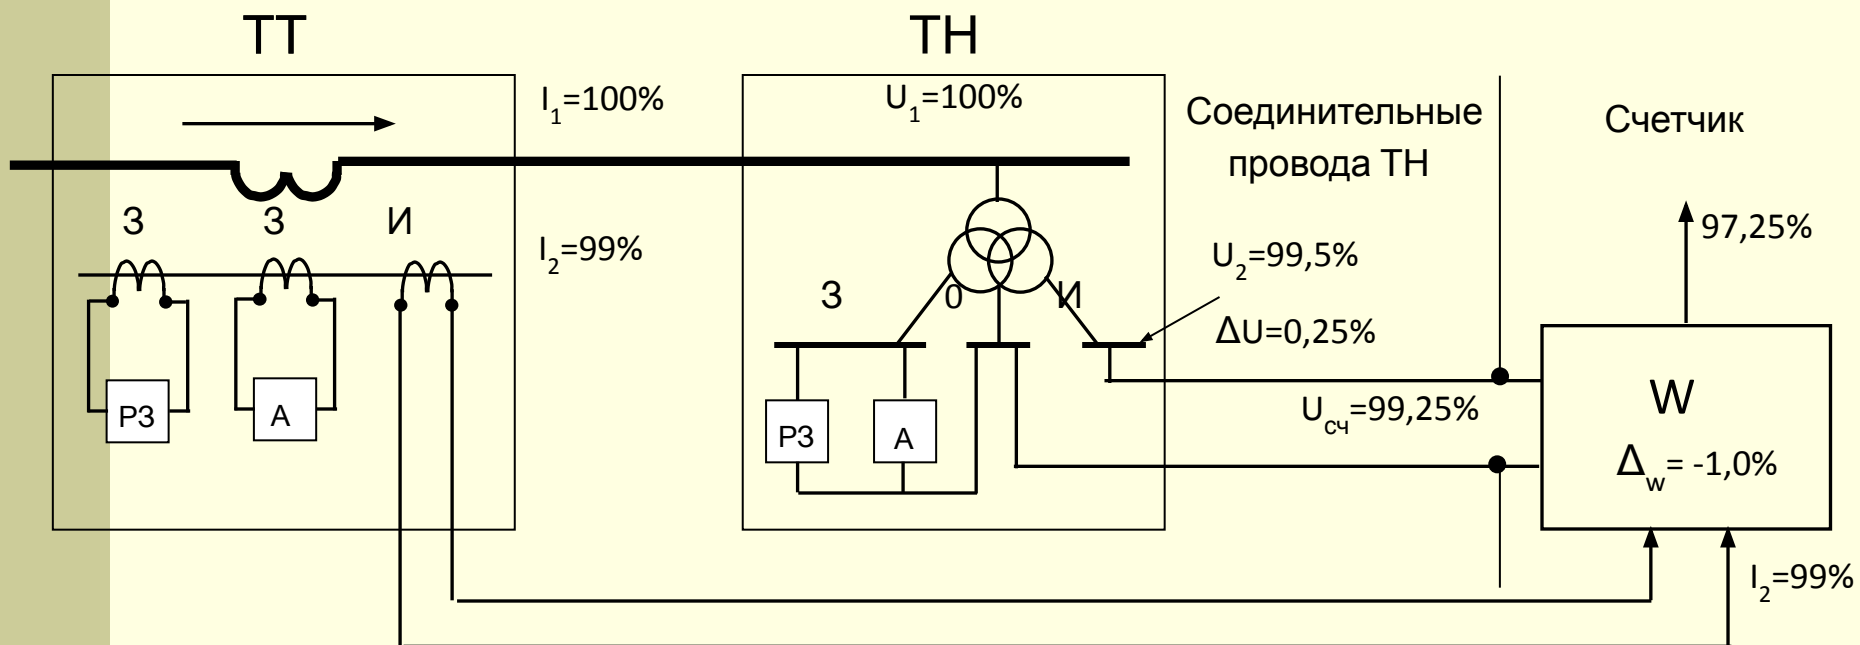 ТТ
ТН
I1=100%
U1=100%
Соединительные
провода ТН
Счетчик
З
З
И
I2=99%
97,25%
U2=99,5%
З
0
И
ΔU=0,25%
РЗ
А
РЗ
А
Uсч=99,25%
W
Δw= -1,0%
I2=99%